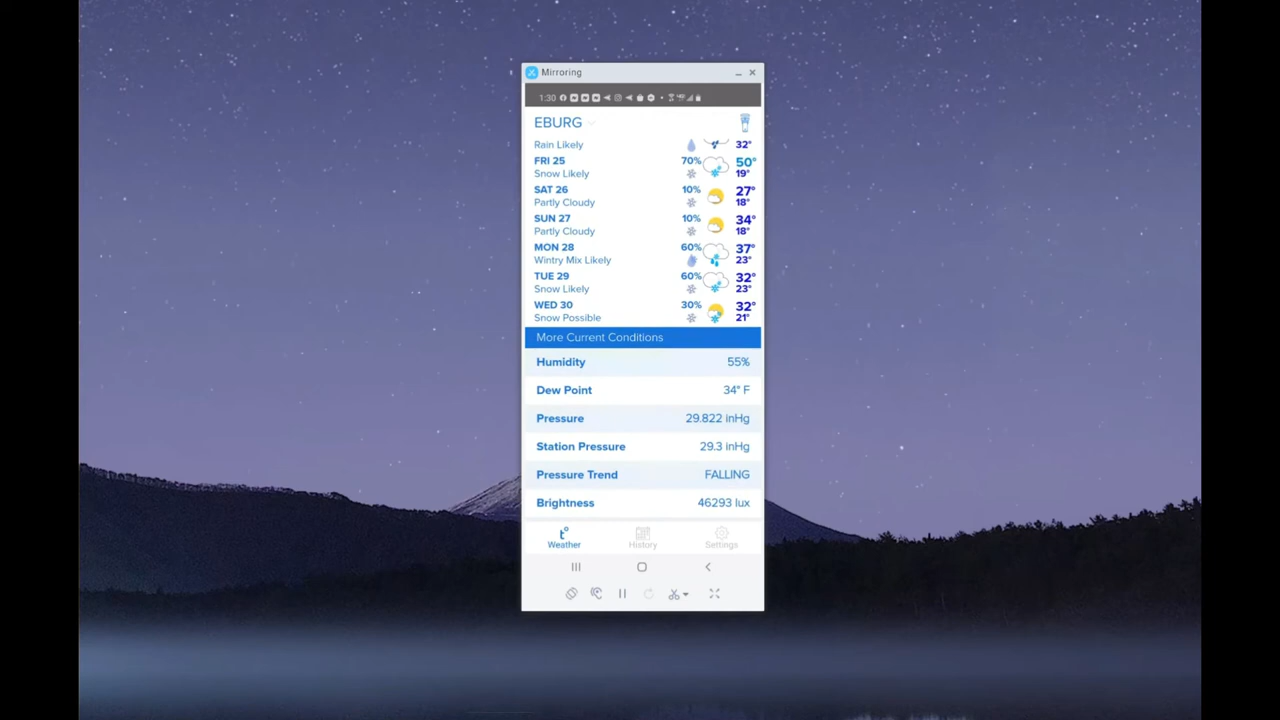 Mirroring
1:30
EBURG
Rain Likely 32°
FRI 25 70% 50°
Snow Likely 19°
SAT 26 10% 27°
Partly Cloudy 18°
SUN 27 10% 34°
Partly Cloudy 18°
MON 28 60% 37°
Wintry Mix Likely 23°
TUE 29 60% 32°
Snow Likely 23°
WED 30 30% 32°
Snow Possible 21°
More Current Conditions
Humidity 55%
Dew Point 34° F
Pressure 29.822 inHg
Station Pressure 29.3 inHg
Pressure Trend FALLING
Brightness 46293 lux
t°
Weather History Settings